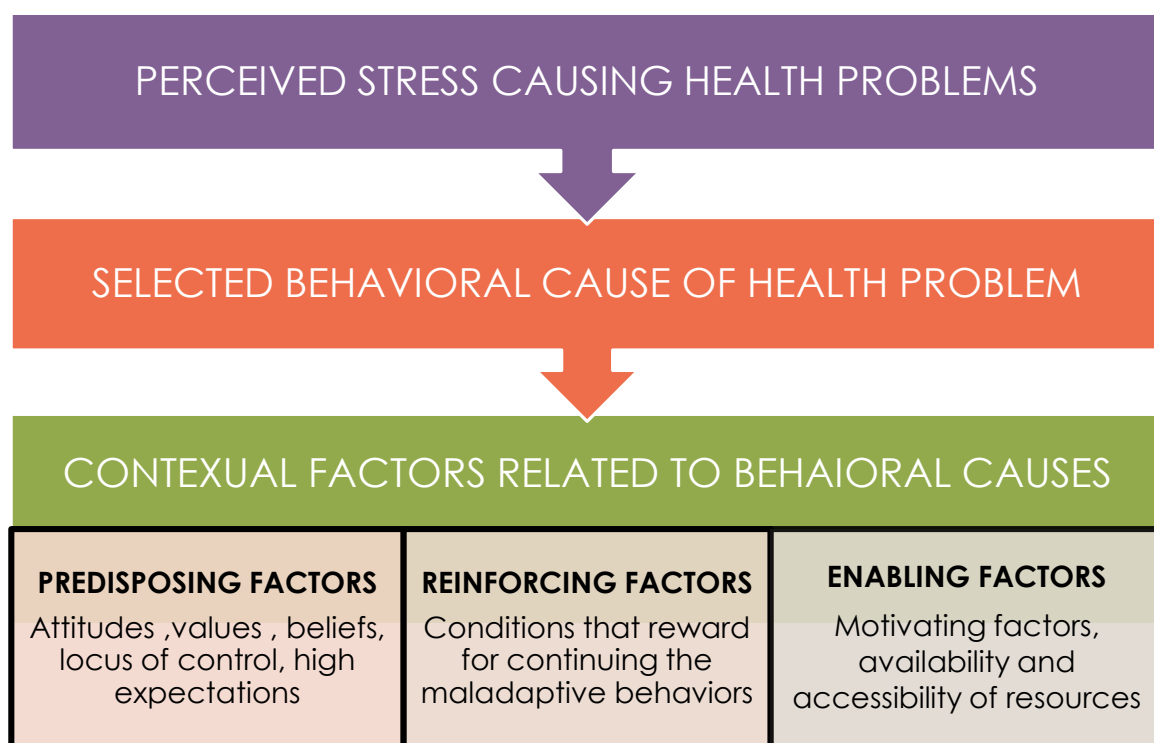 PERCEIVED STRESS CAUSING HEALTH PROBLEMS
SELECTED BEHAVIORAL CAUSE OF HEALTH PROBLEM
CONTEXUAL FACTORS RELATED TO BEHAIORAL CAUSES
PREDISPOSING FACTORS
Attitudes ,values , beliefs,
locus of control, high
expectations
REINFORCING FACTORS
Conditions that reward
for continuing the
maladaptive behaviors
ENABLING FACTORS
Motivating factors,
availability and
accessibility of resources